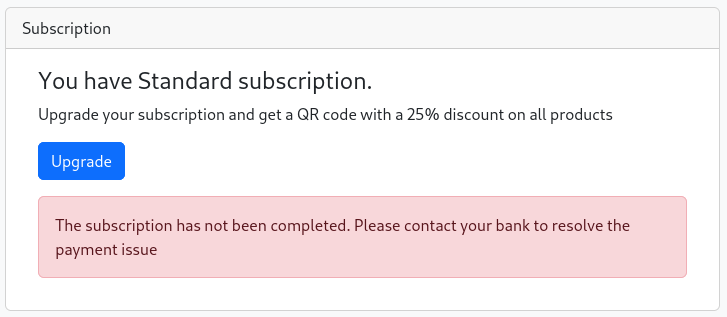 Subscription
You have Standard subscription.
Upgrade your subscription and get a QR code with a 25% discount on all products
Upgrade
The subscription has not been completed. Please contact your bank to resolve the
payment issue